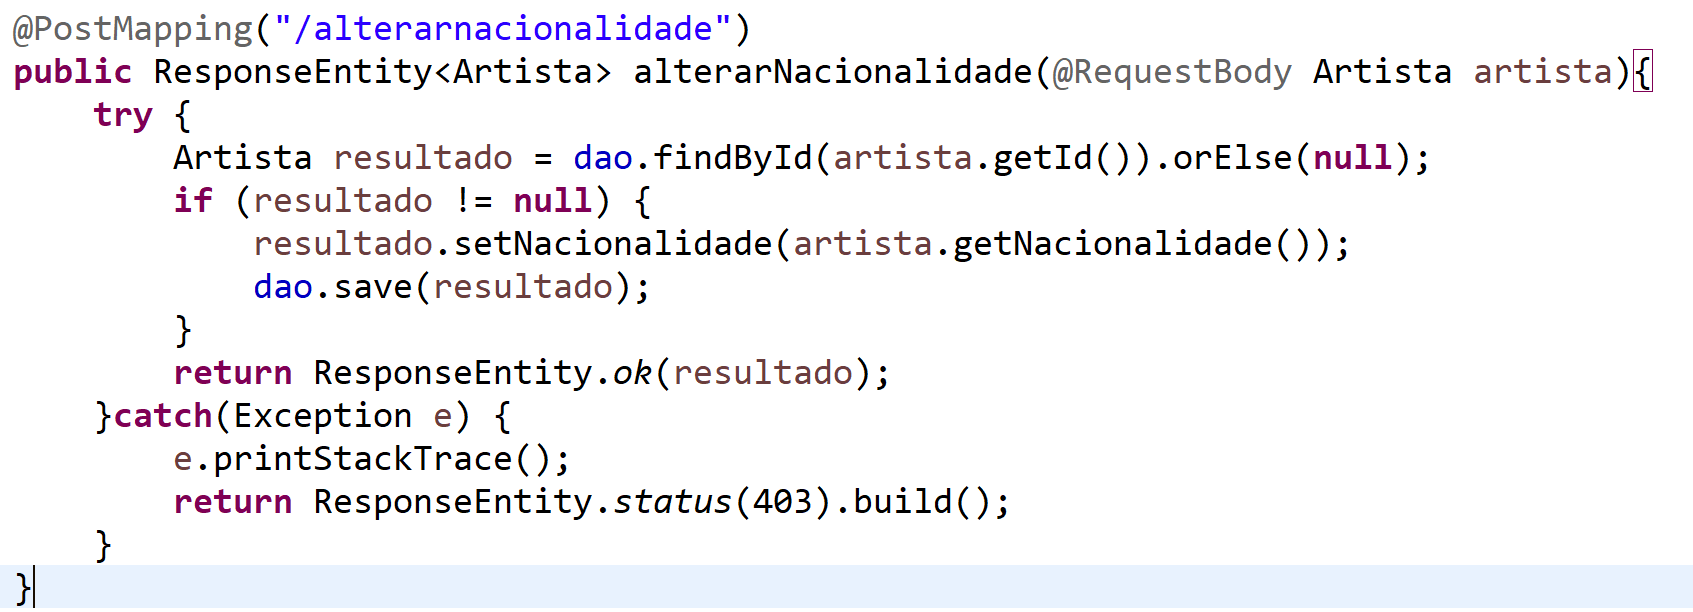 @PostMapping("/alterarnacionalidade")
public ResponseEntity<Artista> alterarNacionalidade(@RequestBody Artista artista){
    try {
        Artista resultado = dao.findById(artista.getId()).orElse(null);
        if (resultado != null) {
            resultado.setNacionalidade(artista.getNacionalidade());
            dao.save(resultado);
        }
        return ResponseEntity.ok(resultado);
    }catch(Exception e) {
        e.printStackTrace();
        return ResponseEntity.status(403).build();
    }
}